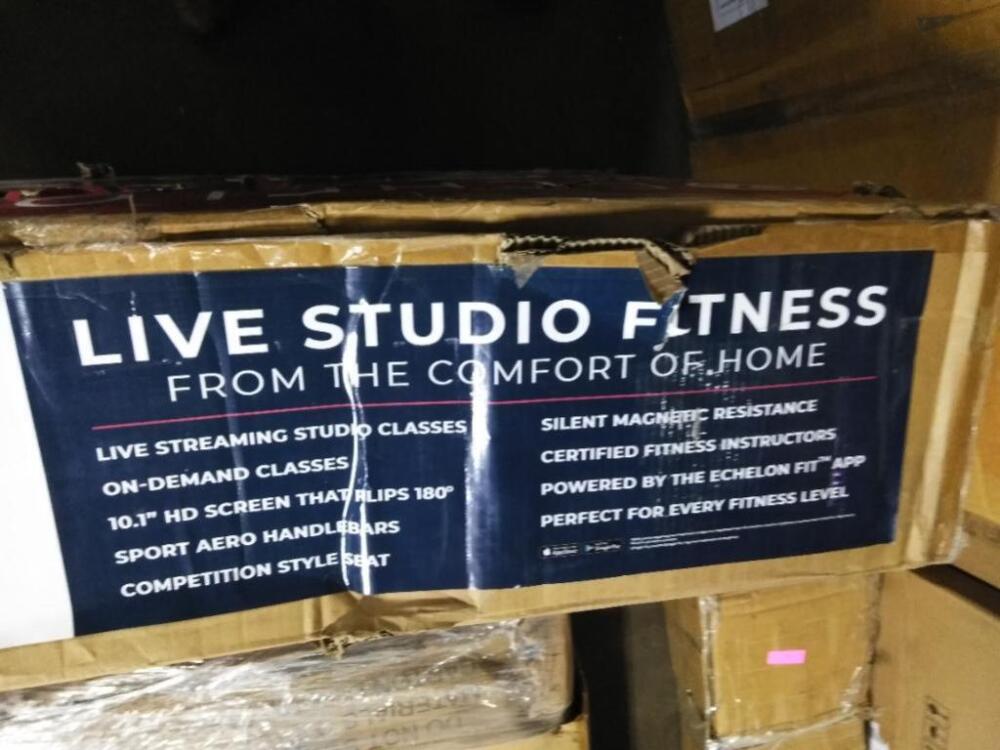 LIVE STUDIO FITNESS
FROM THE COMFORT OF HOME
LIVE STREAMING STUDIO CLASSES
ON-DEMAND CLASSES
10.1" HD SCREEN THAT FLIPS 180°
SPORT AERO HANDLEBARS
COMPETITION STYLE SEAT
SILENT MAGNETIC RESISTANCE
CERTIFIED FITNESS INSTRUCTORS
POWERED BY THE ECHELON FIT™ APP
PERFECT FOR EVERY FITNESS LEVEL